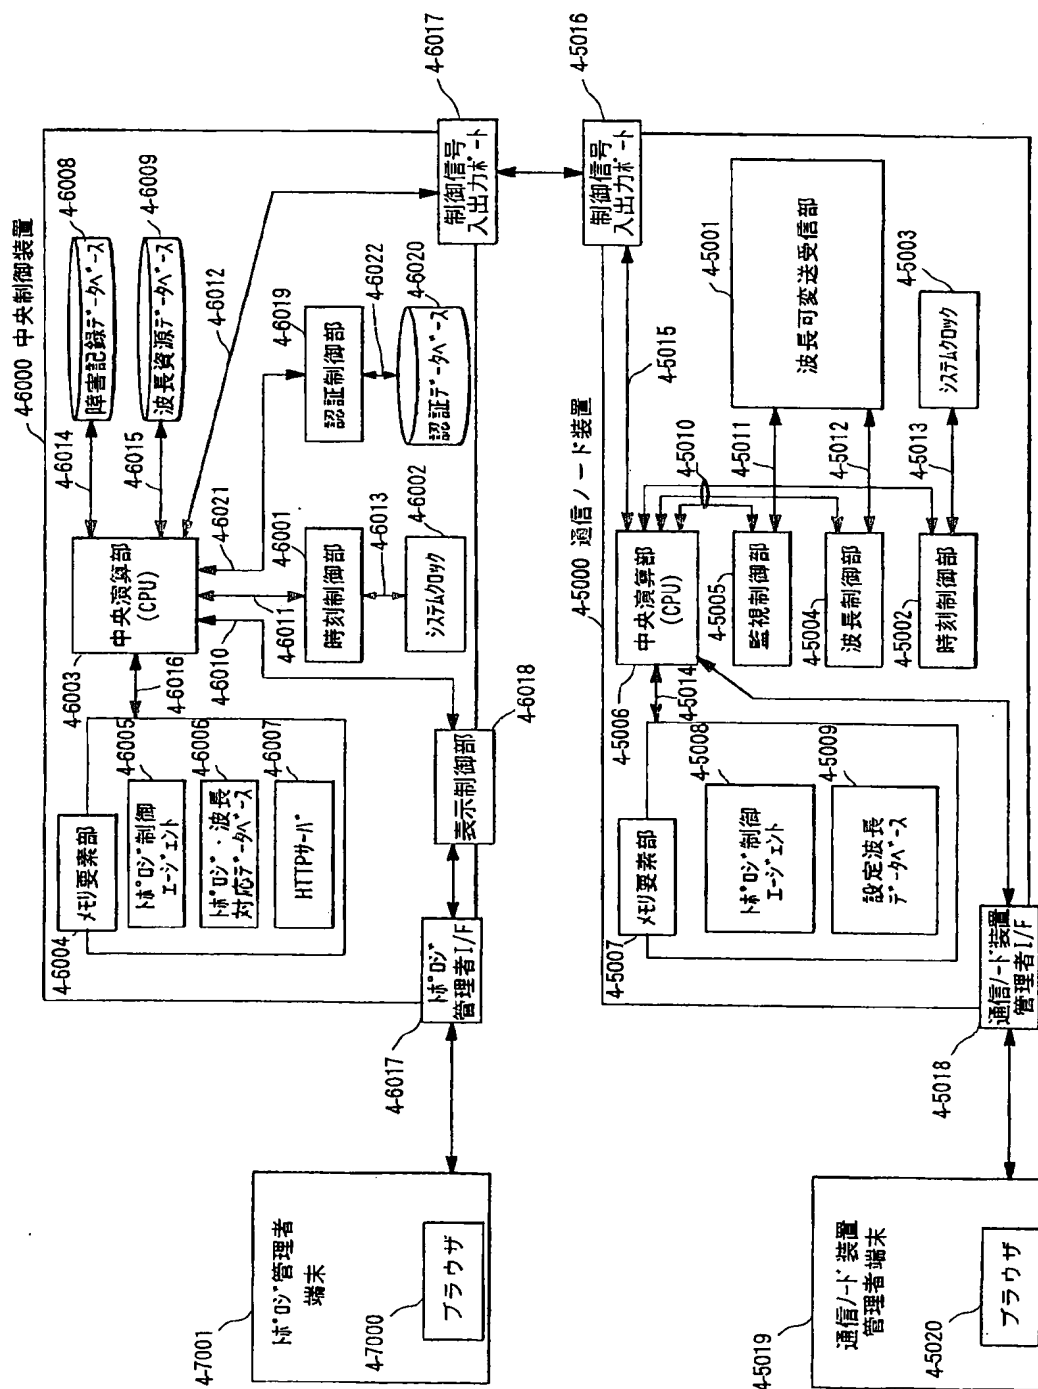 4-6000 中央制御装置
4-6003
中央演算部
(CPU)
4-6014
障害記録データベース
4-6008
4-6015
波長資源データベース
4-6009
4-6012
4-6016
4-6010
4-6011
4-6021
4-6004
メモリ要素部
4-6005
トポロジ制御
エージェント
4-6006
トポロジ・波長
対応データベース
4-6007
HTTPサーバ
4-6001
時刻制御部
4-6013
4-6002
システムクロック
4-6019
認証制御部
4-6022
4-6020
認証データベース
4-6017
制御信号
入出力ポート
4-6018
表示制御部
4-6017
トポロジ
管理者I/F
4-7001
トポロジ管理者
端末
4-7000
ブラウザ
4-5000 通信ノード装置
4-5016
制御信号
入出力ポート
4-5015
4-5006
中央演算部
(CPU)
4-5014
4-5010
4-5005
監視制御部
4-5011
4-5001
波長可変送受信部
4-5004
波長制御部
4-5012
4-5002
時刻制御部
4-5013
4-5003
システムクロック
4-5007
メモリ要素部
4-5008
トポロジ制御
エージェント
4-5009
設定波長
データベース
4-5018
通信ノード装置
管理者I/F
4-5019
通信ノード装置
管理者端末
4-5020
ブラウザ